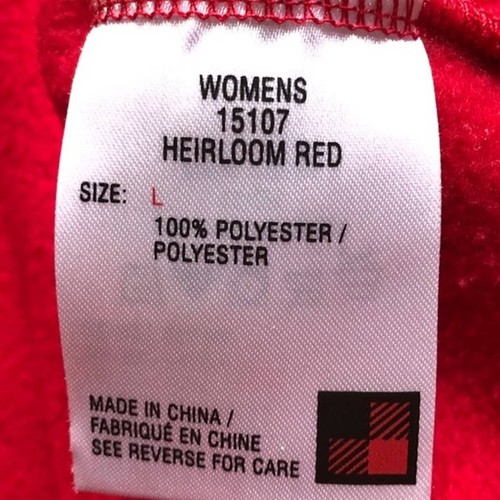 WOMENS
15107
HEIRLOOM RED
SIZE: L
100% POLYESTER /
POLYESTER
MADE IN CHINA /
FABRIQUÉ EN CHINE
SEE REVERSE FOR CARE